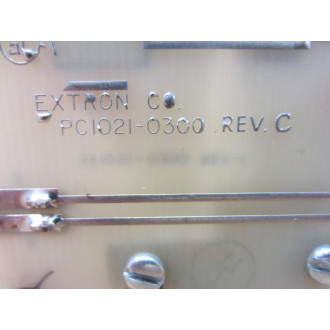 EXTRON CO.
PC1021-0300 REV. C